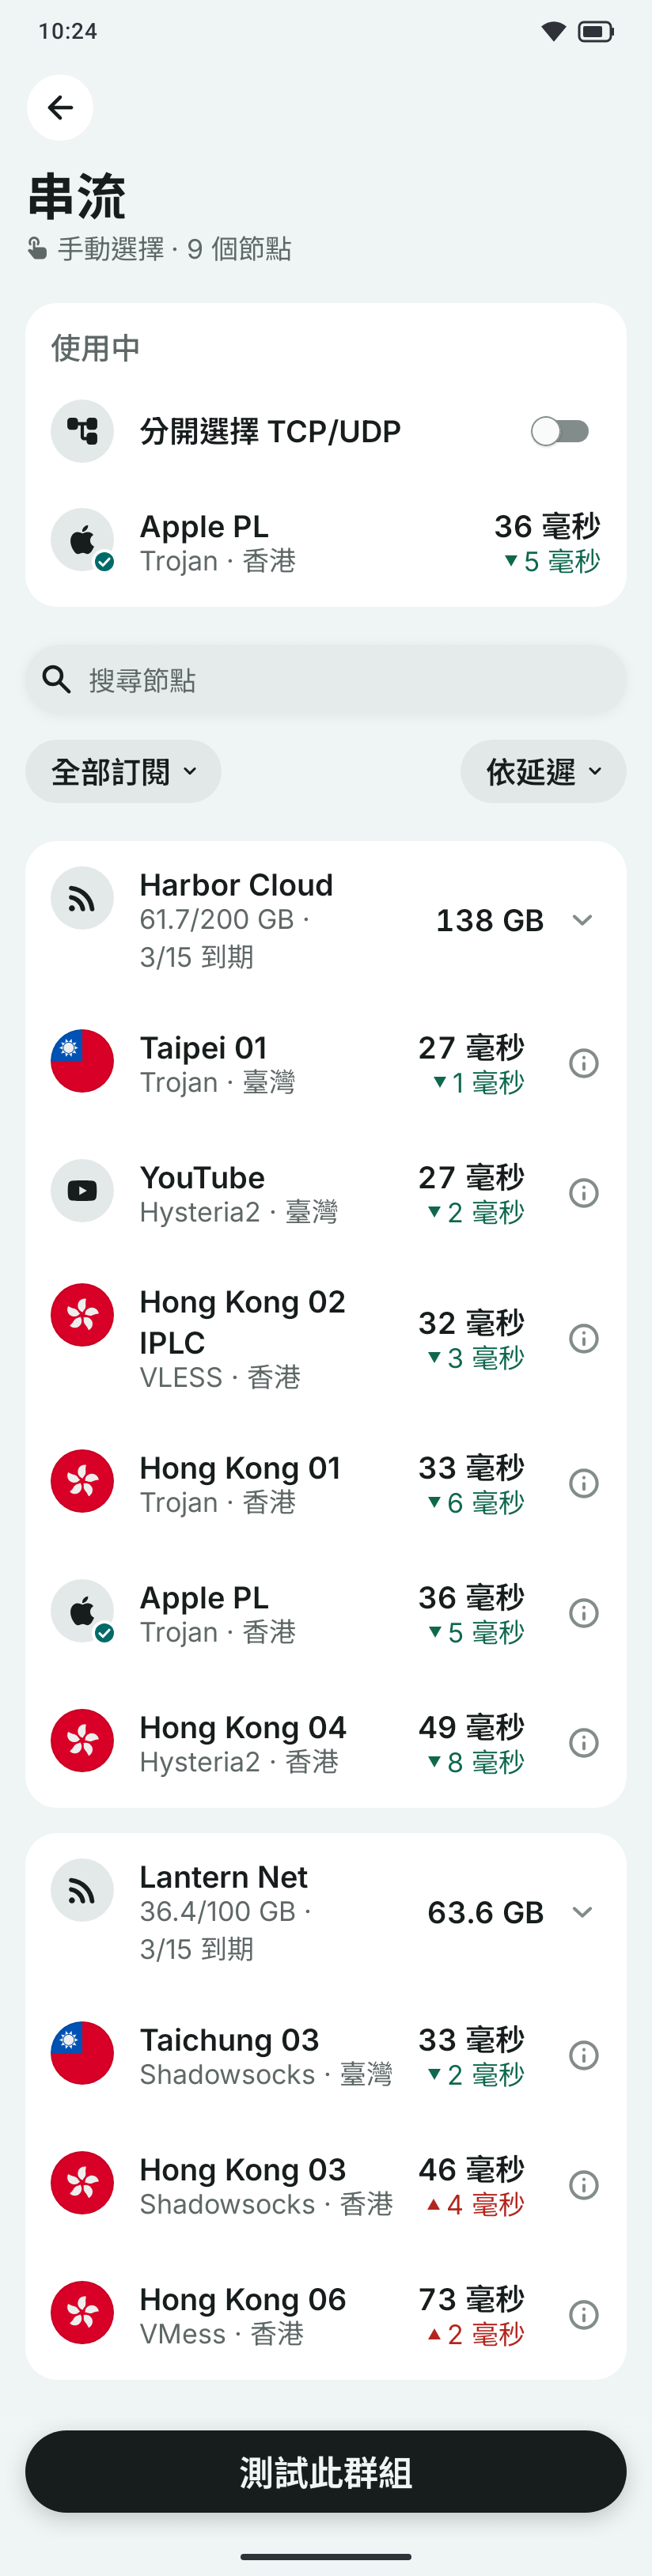 10:24
串流
手動選擇 · 9 個節點
使用中
分開選擇 TCP/UDP
Apple PL
36 毫秒
Trojan · 香港
▼5 毫秒
搜尋節點
全部訂閱
依延遲
Harbor Cloud
61.7/200 GB ·
3/15 到期
138 GB
Taipei 01
27 毫秒
Trojan · 臺灣
▼1 毫秒
YouTube
27 毫秒
Hysteria2 · 臺灣
▼2 毫秒
Hong Kong 02
IPLC
32 毫秒
VLESS · 香港
▼3 毫秒
Hong Kong 01
33 毫秒
Trojan · 香港
▼6 毫秒
Apple PL
36 毫秒
Trojan · 香港
▼5 毫秒
Hong Kong 04
49 毫秒
Hysteria2 · 香港
▼8 毫秒
Lantern Net
36.4/100 GB ·
3/15 到期
63.6 GB
Taichung 03
33 毫秒
Shadowsocks · 臺灣
▼2 毫秒
Hong Kong 03
46 毫秒
Shadowsocks · 香港
▲4 毫秒
Hong Kong 06
73 毫秒
VMess · 香港
▲2 毫秒
測試此群組